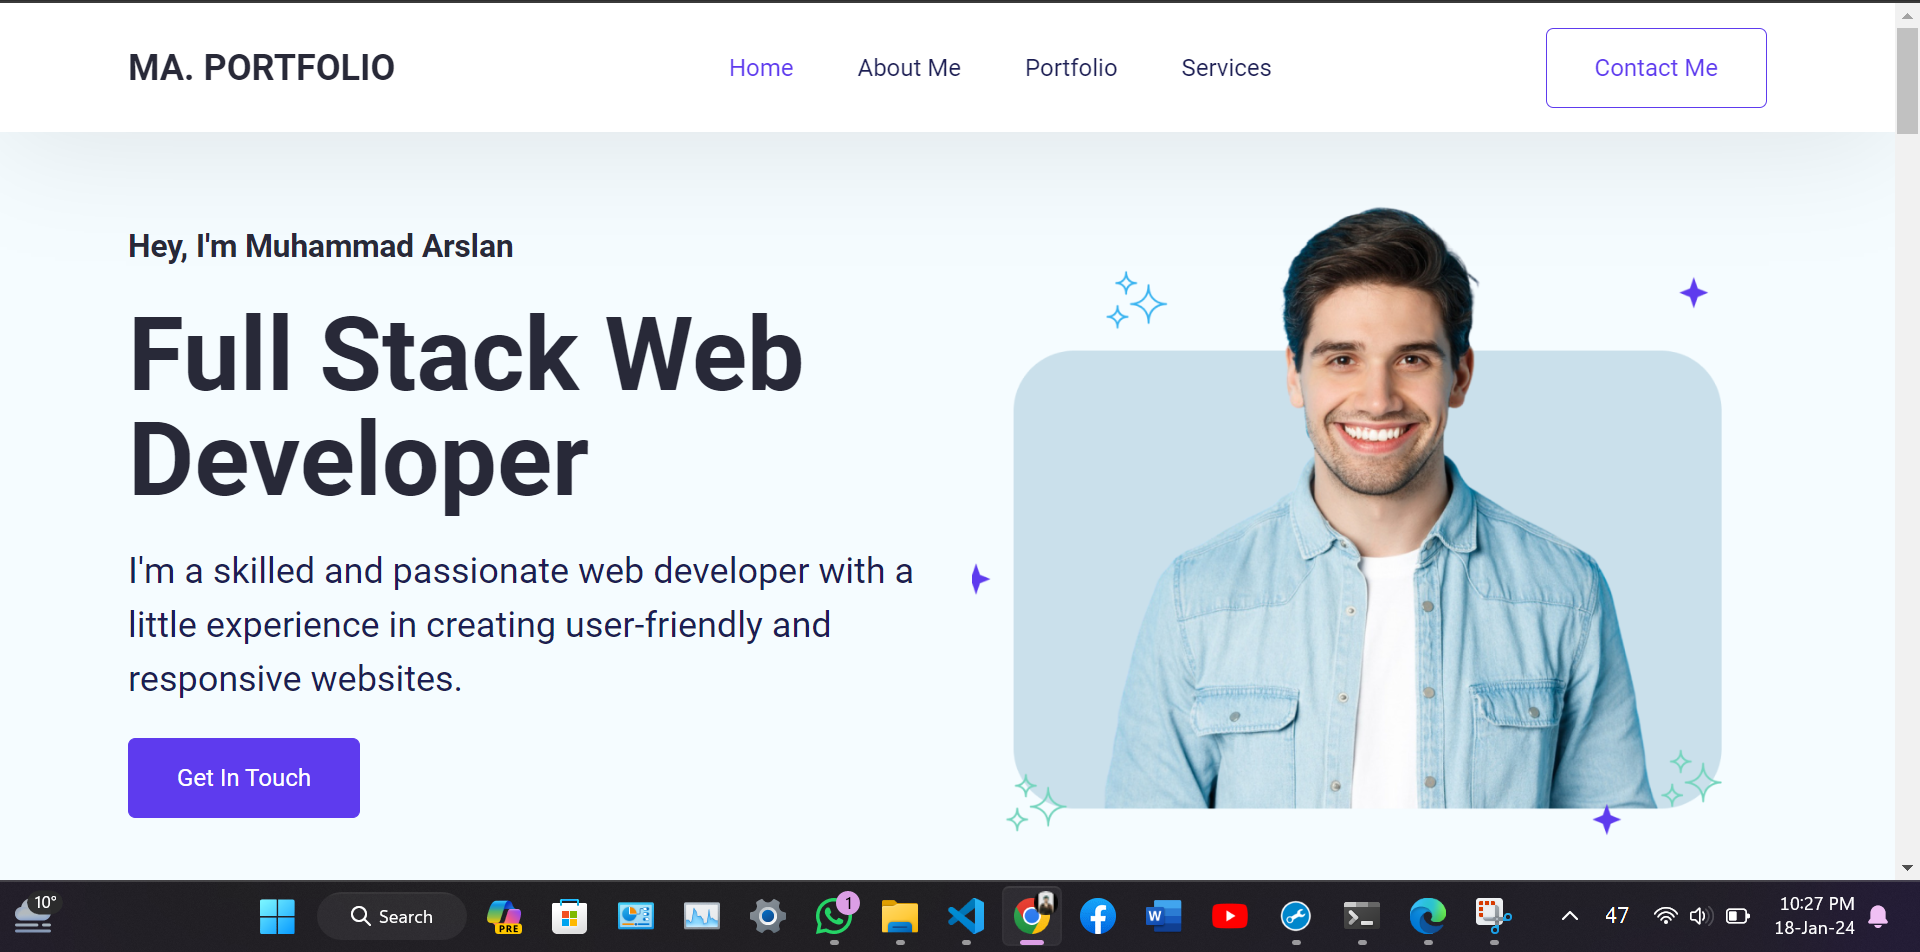 MA. PORTFOLIO
Home
About Me
Portfolio
Services
Contact Me
Hey, I'm Muhammad Arslan
Full Stack Web
Developer
I'm a skilled and passionate web developer with a
little experience in creating user-friendly and
responsive websites.
Get In Touch
10°
Search
PRE
1
W
47
10:27 PM
18-Jan-24